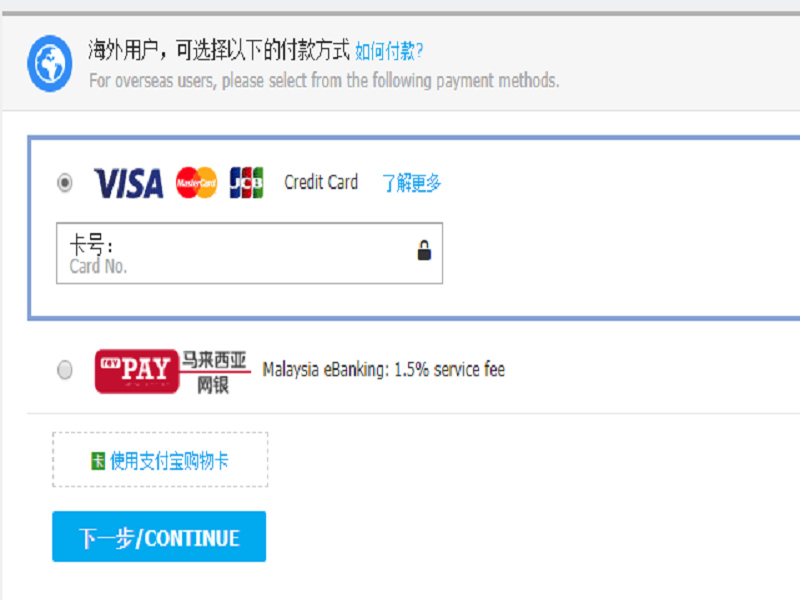 海外用户，可选择以下的付款方式 如何付款?
For overseas users, please select from the following payment methods.
VISA MasterCard JCB Credit Card 了解更多
卡号：
Card No.
PAY 马来西亚 Malaysia eBanking: 1.5% service fee
网银
卡 使用支付宝购物卡
下一步/CONTINUE